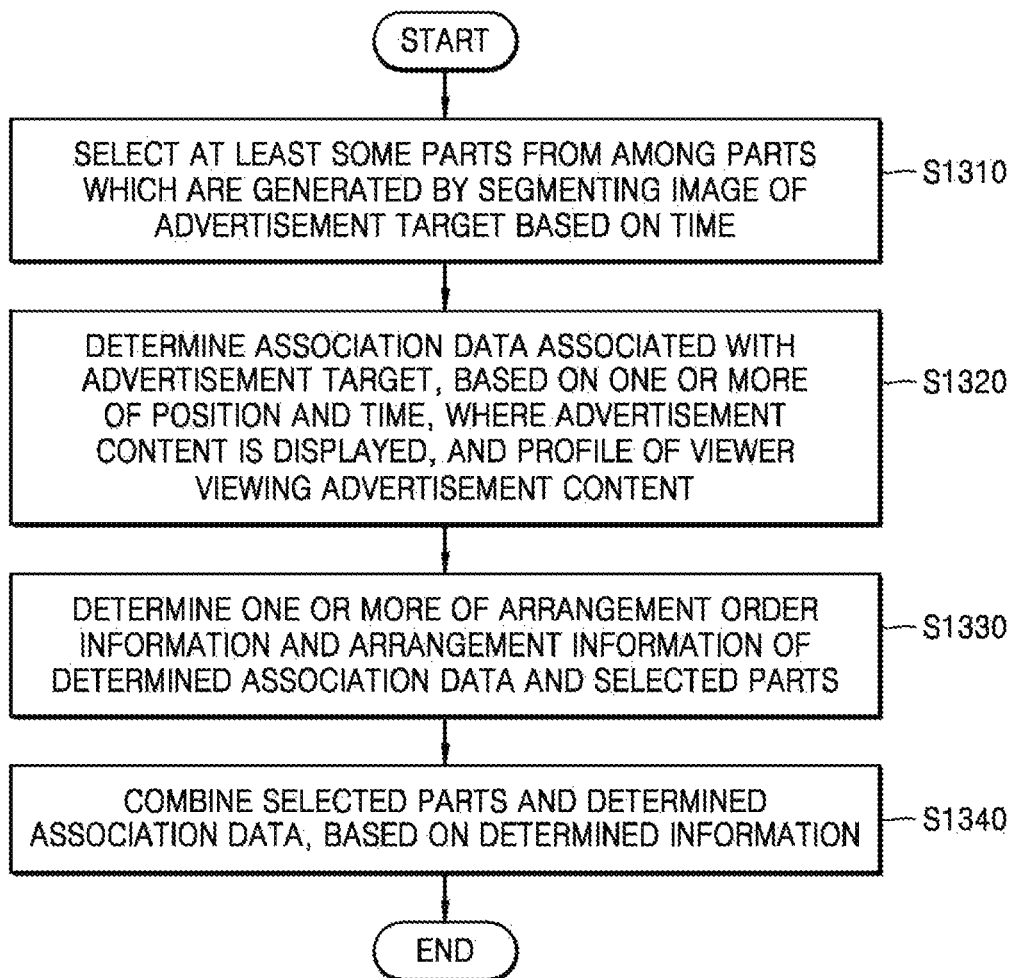 START
SELECT AT LEAST SOME PARTS FROM AMONG PARTS
WHICH ARE GENERATED BY SEGMENTING IMAGE OF
ADVERTISEMENT TARGET BASED ON TIME
S1310
DETERMINE ASSOCIATION DATA ASSOCIATED WITH
ADVERTISEMENT TARGET, BASED ON ONE OR MORE
OF POSITION AND TIME, WHERE ADVERTISEMENT
CONTENT IS DISPLAYED, AND PROFILE OF VIEWER
VIEWING ADVERTISEMENT CONTENT
S1320
DETERMINE ONE OR MORE OF ARRANGEMENT ORDER
INFORMATION AND ARRANGEMENT INFORMATION OF
DETERMINED ASSOCIATION DATA AND SELECTED PARTS
S1330
COMBINE SELECTED PARTS AND DETERMINED
ASSOCIATION DATA, BASED ON DETERMINED INFORMATION
S1340
END